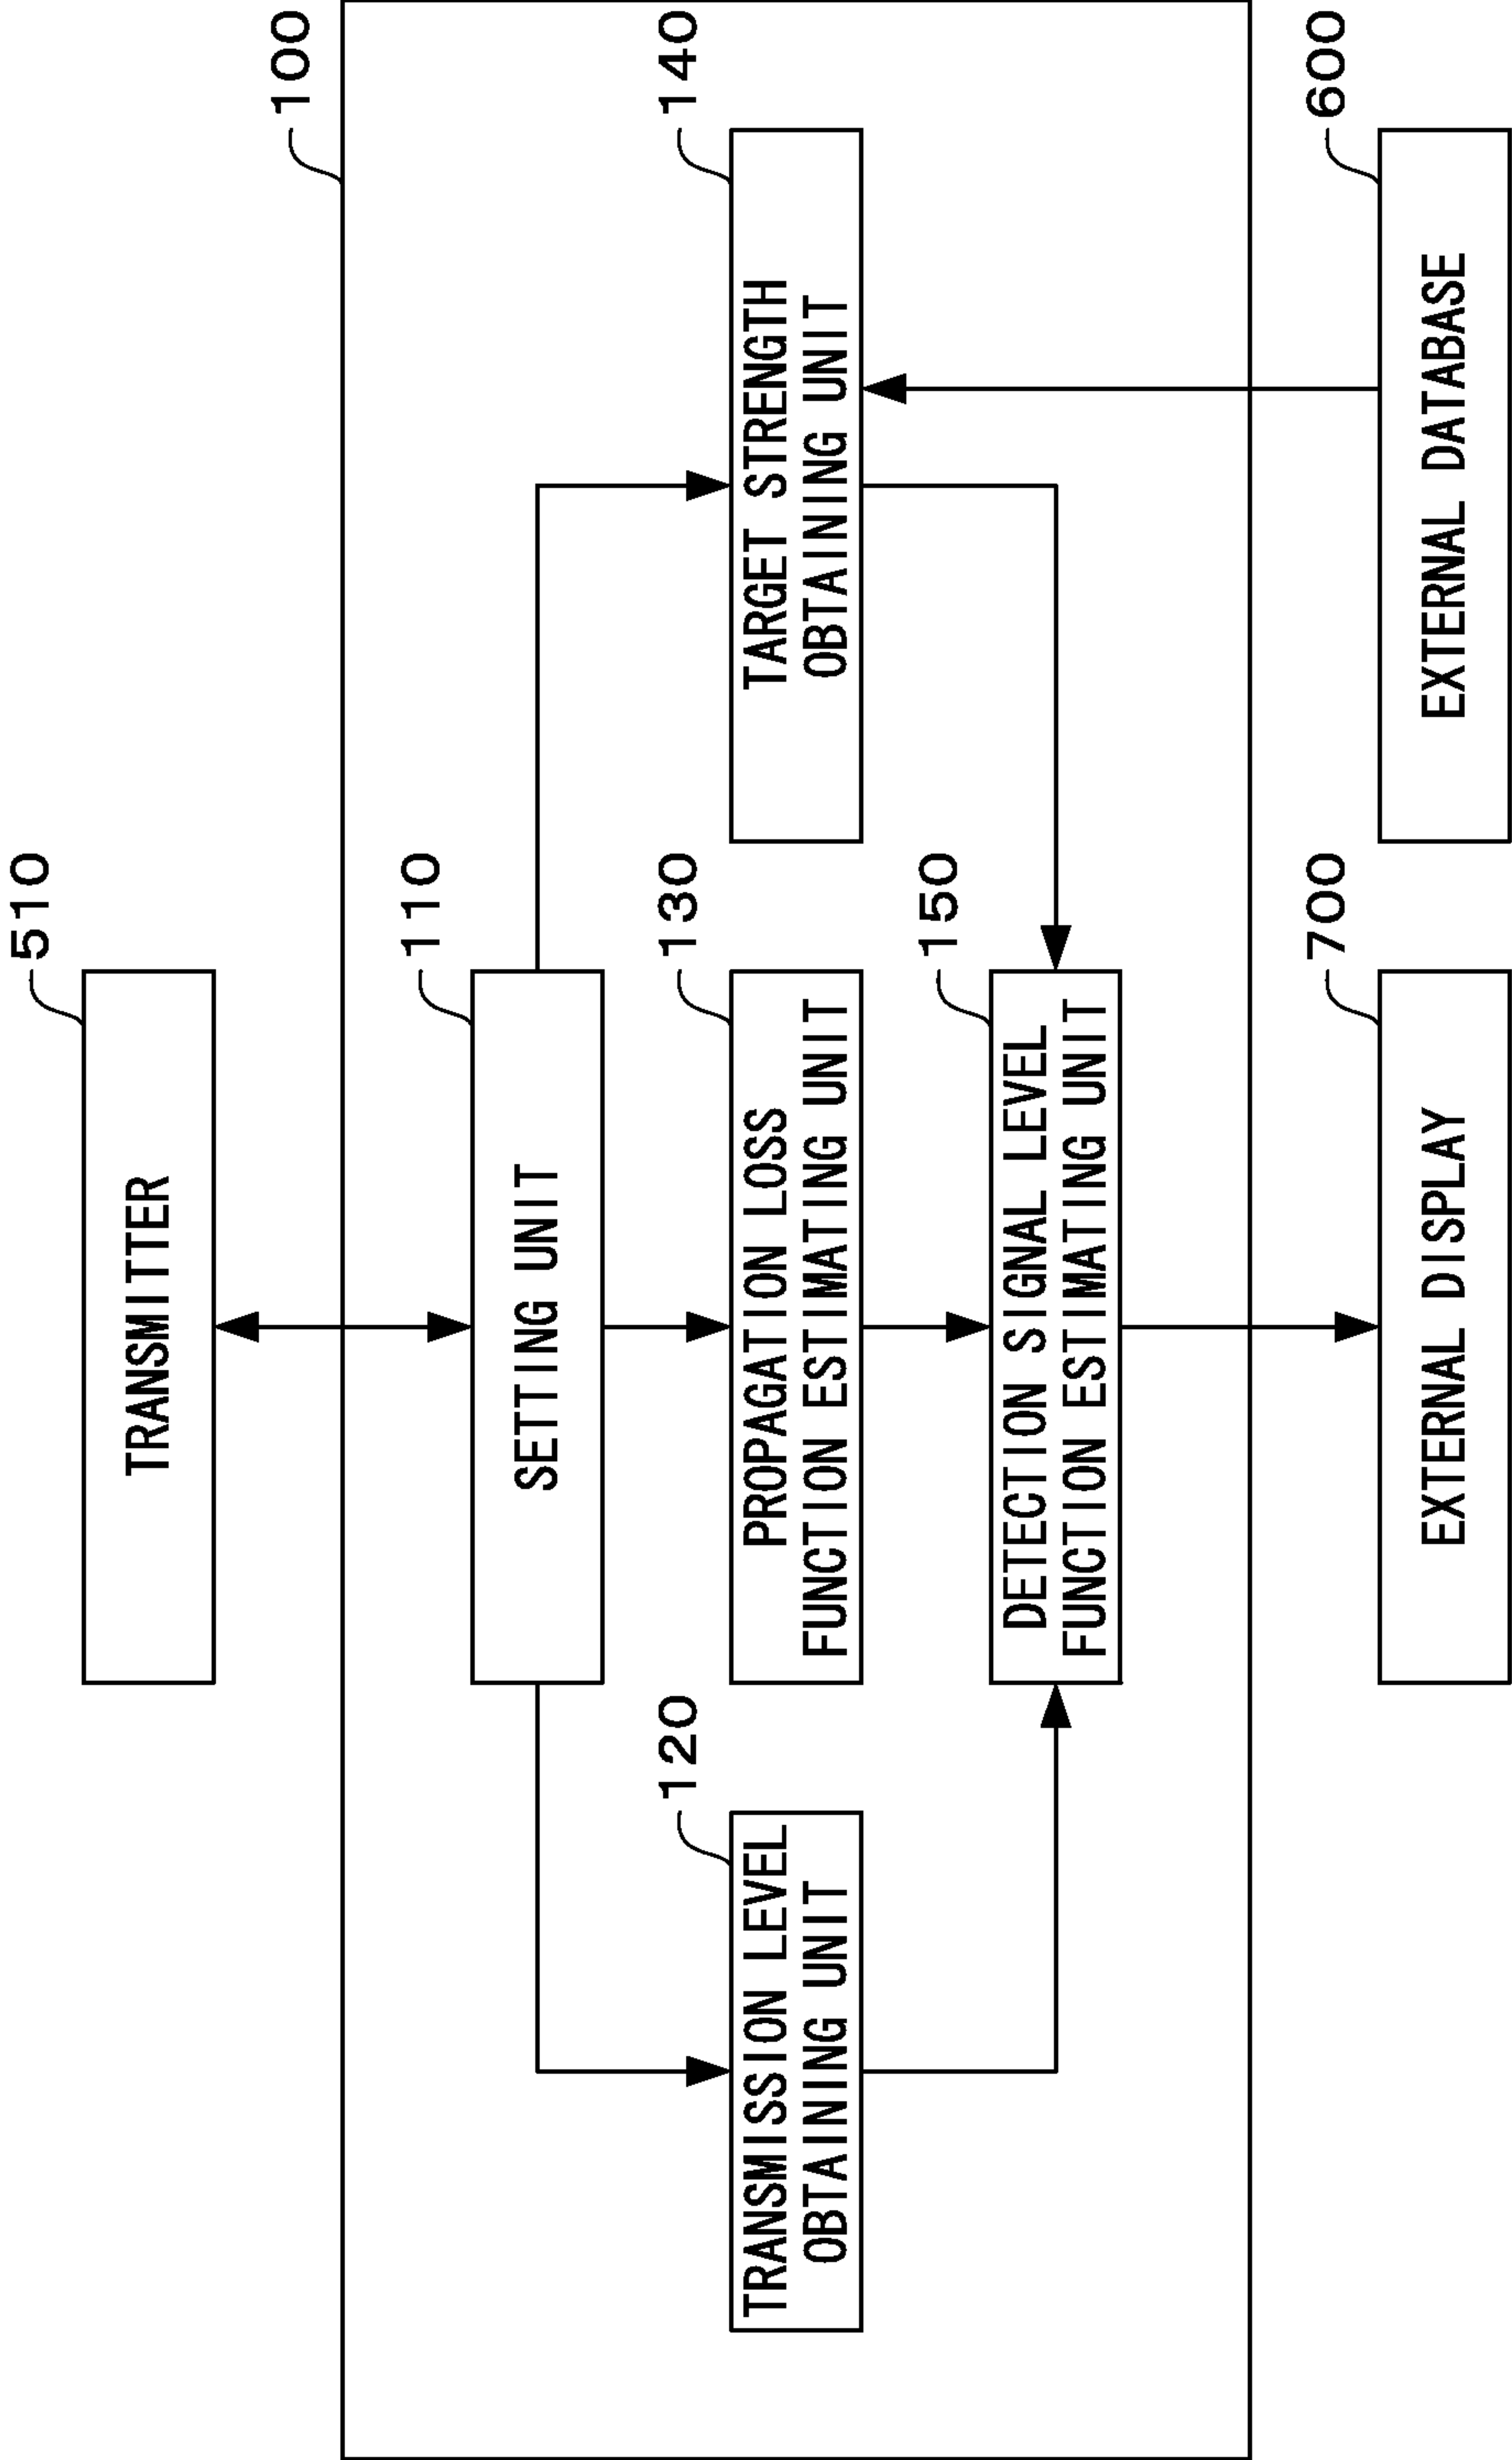 510
TRANSMITTER
100
110
SETTING UNIT
120
TRANSMISSION LEVEL
OBTAINING UNIT
130
PROPAGATION LOSS
FUNCTION ESTIMATING UNIT
140
TARGET STRENGTH
OBTAINING UNIT
150
DETECTION SIGNAL LEVEL
FUNCTION ESTIMATING UNIT
700
EXTERNAL DISPLAY
600
EXTERNAL DATABASE